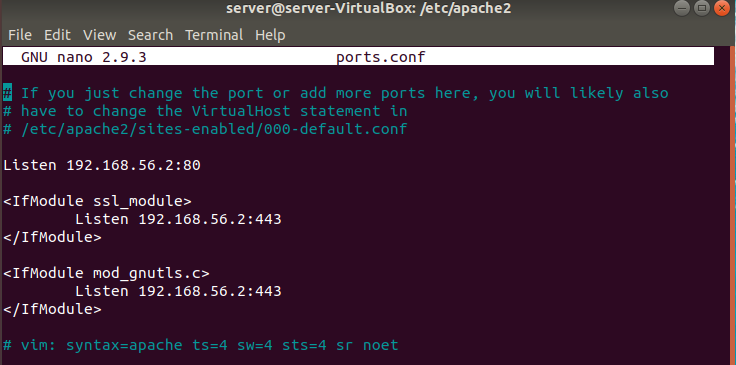 server@server-VirtualBox: /etc/apache2
File Edit View Search Terminal Help
GNU nano 2.9.3 ports.conf
# If you just change the port or add more ports here, you will likely also
# have to change the VirtualHost statement in
# /etc/apache2/sites-enabled/000-default.conf
Listen 192.168.56.2:80
<IfModule ssl_module>
Listen 192.168.56.2:443
</IfModule>
<IfModule mod_gnutls.c>
Listen 192.168.56.2:443
</IfModule>
# vim: syntax=apache ts=4 sw=4 sts=4 sr noet